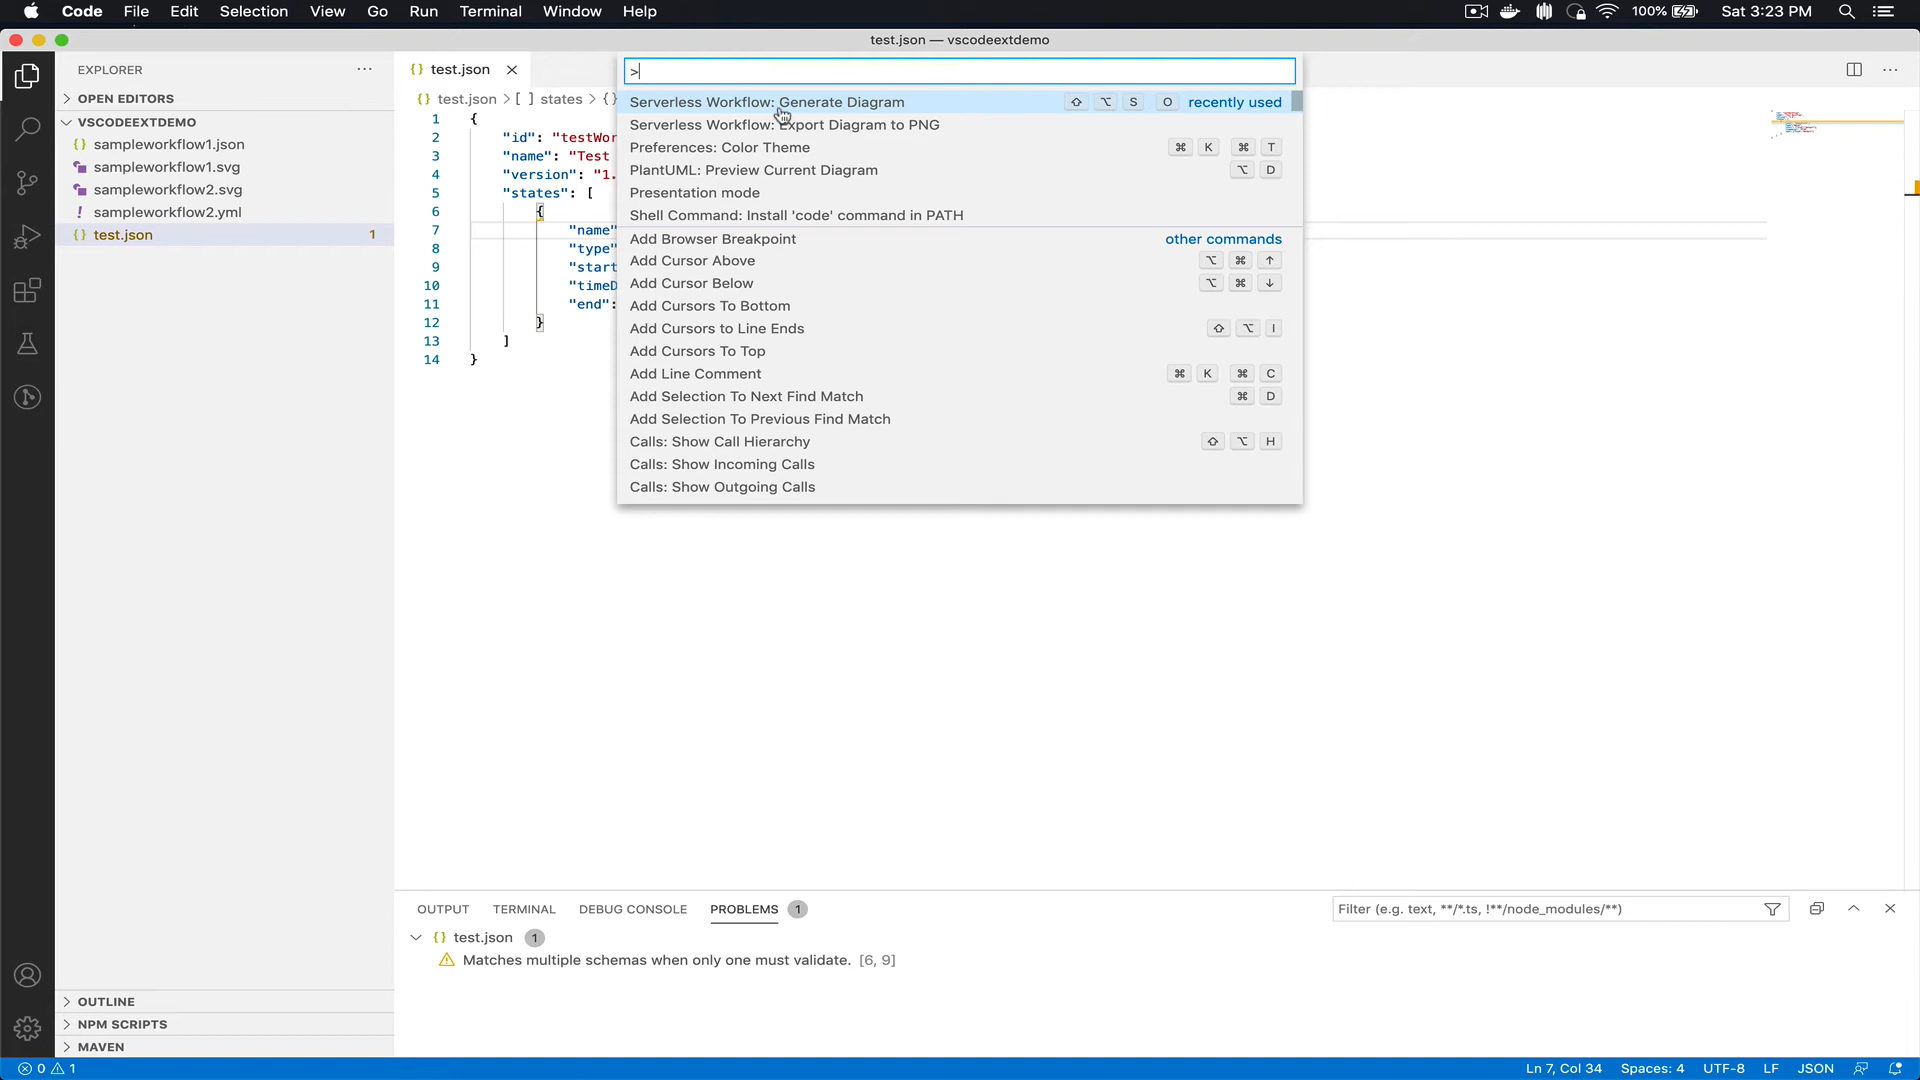 Code File Edit Selection View Go Run Terminal Window Help 100% Sat 3:23 PM
test.json — vscodeextdemo
EXPLORER
OPEN EDITORS
VSCODEEXTDEMO
{} sampleworkflow1.json
sampleworkflow1.svg
sampleworkflow2.svg
! sampleworkflow2.yml
{} test.json 1
OUTLINE
NPM SCRIPTS
MAVEN
{} test.json
{} test.json > [ ] states > {}
1 {
2 "id": "testWor
3 "name": "Test
4 "version": "1.
5 "states": [
6 {
7 "name"
8 "type"
9 "start
10 "timeD
11 "end":
12 }
13 ]
14 }
>
Serverless Workflow: Generate Diagram ⇧ ⌥ S O recently used
Serverless Workflow: Export Diagram to PNG
Preferences: Color Theme ⌘ K ⌘ T
PlantUML: Preview Current Diagram ⌥ D
Presentation mode
Shell Command: Install 'code' command in PATH
Add Browser Breakpoint other commands
Add Cursor Above ⌥ ⌘ ↑
Add Cursor Below ⌥ ⌘ ↓
Add Cursors To Bottom
Add Cursors to Line Ends ⇧ ⌥ I
Add Cursors To Top
Add Line Comment ⌘ K ⌘ C
Add Selection To Next Find Match ⌘ D
Add Selection To Previous Find Match
Calls: Show Call Hierarchy ⇧ ⌥ H
Calls: Show Incoming Calls
Calls: Show Outgoing Calls
OUTPUT TERMINAL DEBUG CONSOLE PROBLEMS 1 Filter (e.g. text, **/*.ts, !**/node_modules/**)
{} test.json 1
Matches multiple schemas when only one must validate. [6, 9]
0 1 Ln 7, Col 34 Spaces: 4 UTF-8 LF JSON